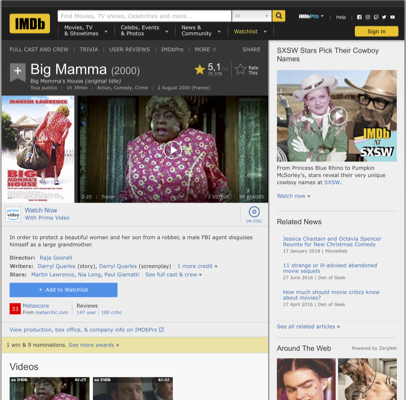 IMDb
Find Movies, TV shows, Celebrities and more...
All
Movies, TV & Showtimes
Celebs, Events & Photos
News & Community
Watchlist
IMDbPro
Help
Sign in
FULL CAST AND CREW | TRIVIA | USER REVIEWS | IMDbPro | MORE
SHARE
+
Big Mamma (2000)
Big Momma's House (original title)
Tous publics | 1h 39min | Action, Comedy, Crime | 2 August 2000 (France)
5,1
Rate This
MARTIN LAWRENCE
BIG MOMMA'S HOUSE
2:25 | Trailer
2 VIDEOS
IMAGES
prime video
Watch Now
With Prime Video
ON DISC
In order to protect a beautiful woman and her son from a robber, a male FBI agent disguises himself as a large grandmother.
Director: Raja Gosnell
Writers: Darryl Quarles (story), Darryl Quarles (screenplay) | 1 more credit »
Stars: Martin Lawrence, Nia Long, Paul Giamatti | See full cast & crew »
+ Add to Watchlist
33
Metascore
From metacritic.com
Reviews
147 user | 100 critic
View production, box office, & company info on IMDbPro
1 win & 9 nominations. See more awards »
Videos
02:25
02:22
SXSW Stars Pick Their Cowboy Names
IMDb AT SXSW
From Princess Blue Rhino to Pumpkin McSorley's, stars reveal their very unique cowboy names at SXSW.
Watch now »
Related News
Jessica Chastain and Octavia Spencer Reunite for New Christmas Comedy
17 January 2018 | MovieWeb
11 strange or ill-advised abandoned movie sequels
27 June 2016 | Den of Geek
How much should movie critics know about movies?
17 April 2016 | Den of Geek
See all related articles »
Around The Web
Powered by ZergNet